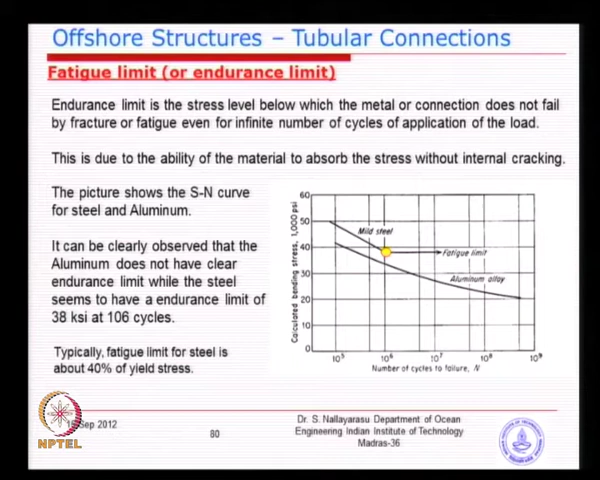 Offshore Structures – Tubular Connections
Fatigue limit (or endurance limit)
Endurance limit is the stress level below which the metal or connection does not fail
by fracture or fatigue even for infinite number of cycles of application of the load.
This is due to the ability of the material to absorb the stress without internal cracking.
The picture shows the S-N curve
for steel and Aluminum.
It can be clearly observed that the
Aluminum does not have clear
endurance limit while the steel
seems to have a endurance limit of
38 ksi at 106 cycles.
Typically, fatigue limit for steel is
about 40% of yield stress.
Calculated bending stress, 1,000 psi
60
50
40
30
20
10
0
Mild steel
Fatigue limit
Aluminum alloy
10⁵ 10⁶ 10⁷ 10⁸ 10⁹
Number of cycles to failure, N
Sep 2012
80
Dr. S. Nallayarasu Department of Ocean
Engineering Indian Institute of Technology
Madras-36
NPTEL